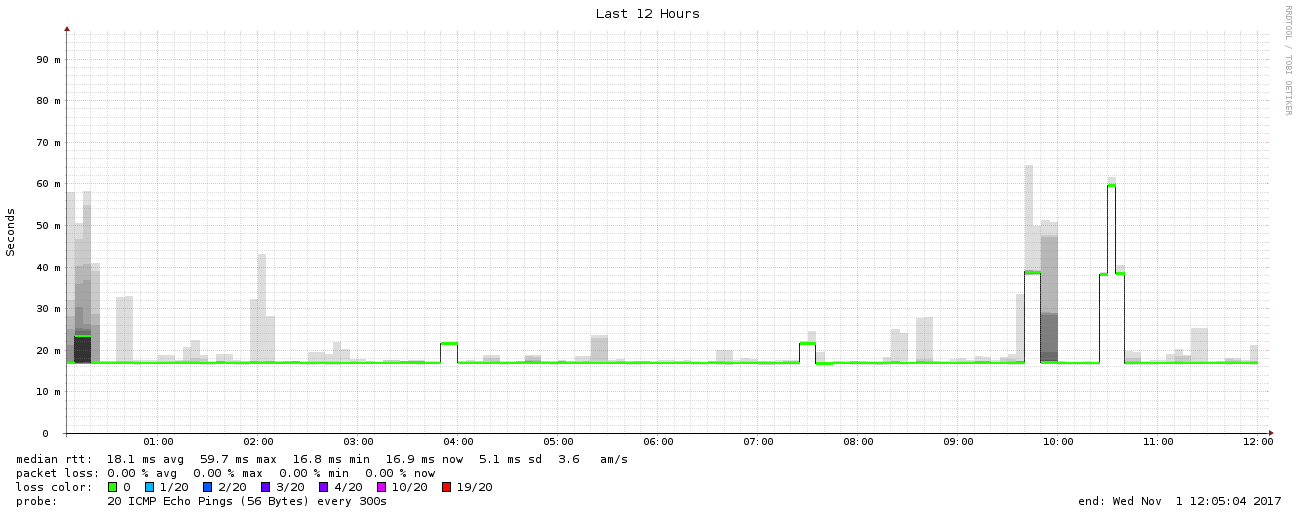 Last 12 Hours
RRDTOOL / TOBI OETIKER
Seconds
90 m
80 m
70 m
60 m
50 m
40 m
30 m
20 m
10 m
0
01:00 02:00 03:00 04:00 05:00 06:00 07:00 08:00 09:00 10:00 11:00 12:00
median rtt: 18.1 ms avg 59.7 ms max 16.8 ms min 16.9 ms now 5.1 ms sd 3.6 am/s
packet loss: 0.00 % avg 0.00 % max 0.00 % min 0.00 % now
loss color: 0 1/20 2/20 3/20 4/20 10/20 19/20
probe: 20 ICMP Echo Pings (56 Bytes) every 300s end: Wed Nov 1 12:05:04 2017